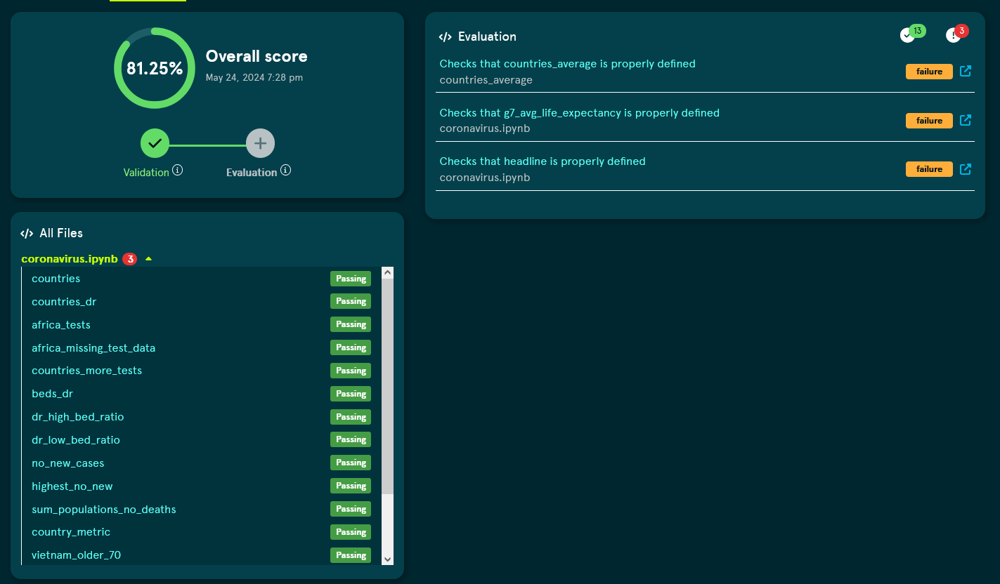 81.25%
Overall score
May 24, 2024 7:28 pm
Validation
Evaluation
</> All Files
coronavirus.ipynb 3
countries Passing
countries_dr Passing
africa_tests Passing
africa_missing_test_data Passing
countries_more_tests Passing
beds_dr Passing
dr_high_bed_ratio Passing
dr_low_bed_ratio Passing
no_new_cases Passing
highest_no_new Passing
sum_populations_no_deaths Passing
country_metric Passing
vietnam_older_70 Passing
</> Evaluation 13 3
Checks that countries_average is properly defined
countries_average
failure
Checks that g7_avg_life_expectancy is properly defined
coronavirus.ipynb
failure
Checks that headline is properly defined
coronavirus.ipynb
failure